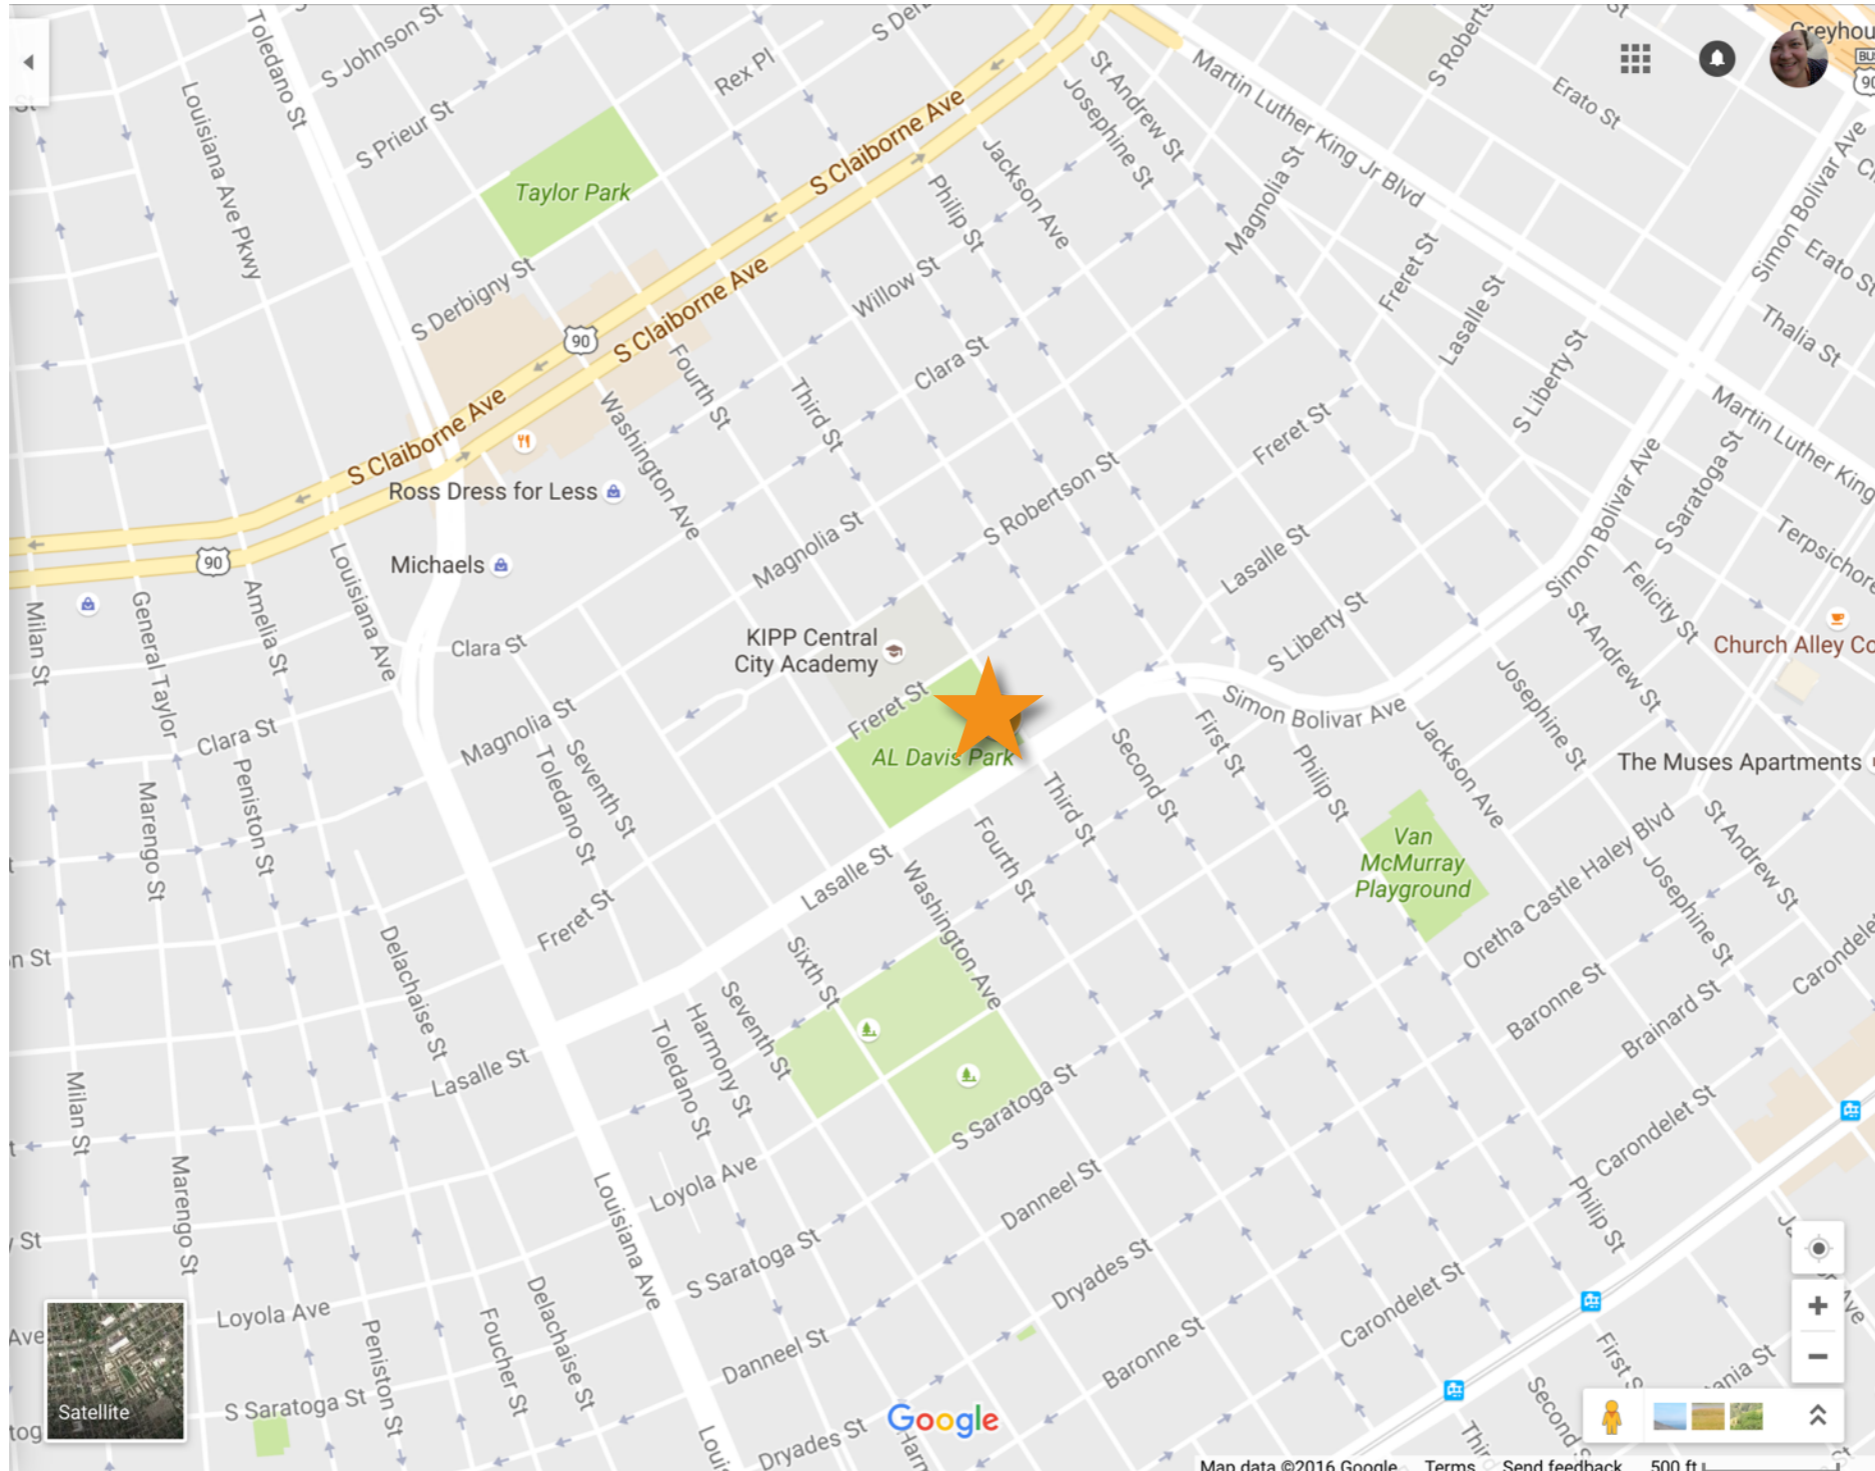 Toledano St
S Johnson St
S Prieur St
Louisiana Ave Pkwy
Rex Pl
Taylor Park
S Derbigny St
S Claiborne Ave
S Claiborne Ave
S Claiborne Ave
90
90
Martin Luther King Jr Blvd
St Andrew St
Josephine St
Jackson Ave
Philip St
Magnolia St
Erato St
Simon Bolivar Ave
Erato St
Thalia St
Freret St
Lasalle St
S Liberty St
Willow St
Clara St
Fourth St
Third St
Washington Ave
Freret St
S Robertson St
Magnolia St
Lasalle St
S Liberty St
Martin Luther King
S Saratoga St
Terpsichore
Simon Bolivar Ave
Felicity St
St Andrew St
Church Alley Co
Ross Dress for Less
Michaels
Milan St
General Taylor
Amelia St
Louisiana Ave
Clara St
KIPP Central
City Academy
Freret St
AL Davis Park
Simon Bolivar Ave
Josephine St
Jackson Ave
The Muses Apartments
Clara St
Magnolia St
Seventh St
Toledano St
Marengo St
Peniston St
Third St
Second St
First St
Philip St
Van
McMurray
Playground
St Andrew St
Josephine St
Oretha Castle Haley Blvd
Lasalle St
Washington Ave
Fourth St
Freret St
Sixth St
Seventh St
Harmony St
Toledano St
Delachaise St
Lasalle St
Baronne St
Brainard St
Carondelet St
Milan St
Marengo St
Louisiana Ave
Loyola Ave
S Saratoga St
Danneel St
S Saratoga St
Dryades St
Philip St
Loyola Ave
Peniston St
Foucher St
Delachaise St
S Saratoga St
Danneel St
Dryades St
Baronne St
Carondelet St
Satellite
Google
Map data ©2016 Google Terms Send feedback 500 ft